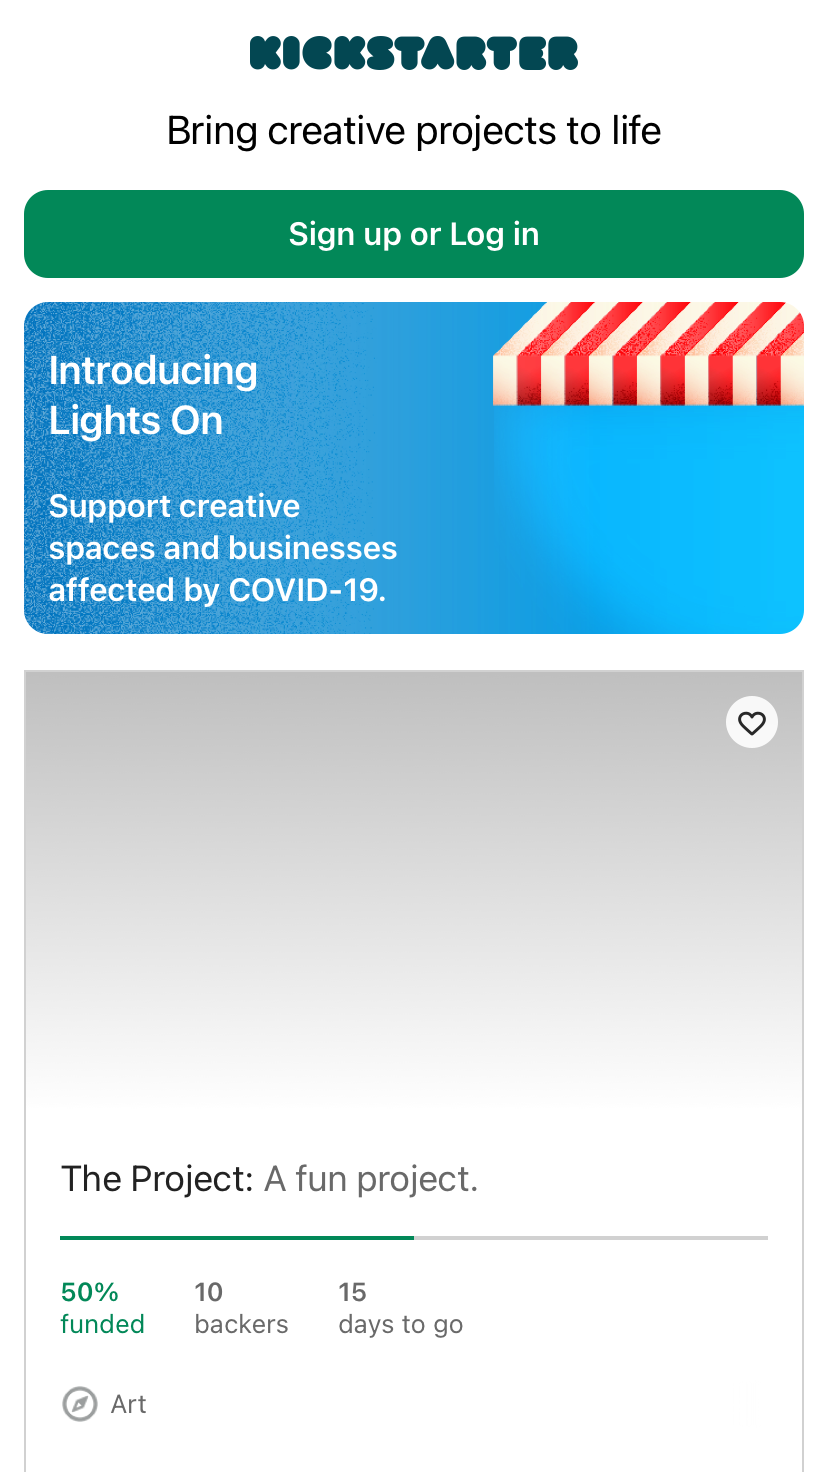 KICKSTARTER
Bring creative projects to life
Sign up or Log in
Introducing
Lights On
Support creative
spaces and businesses
affected by COVID-19.
The Project: A fun project.
50% 10 15
funded backers days to go
Art